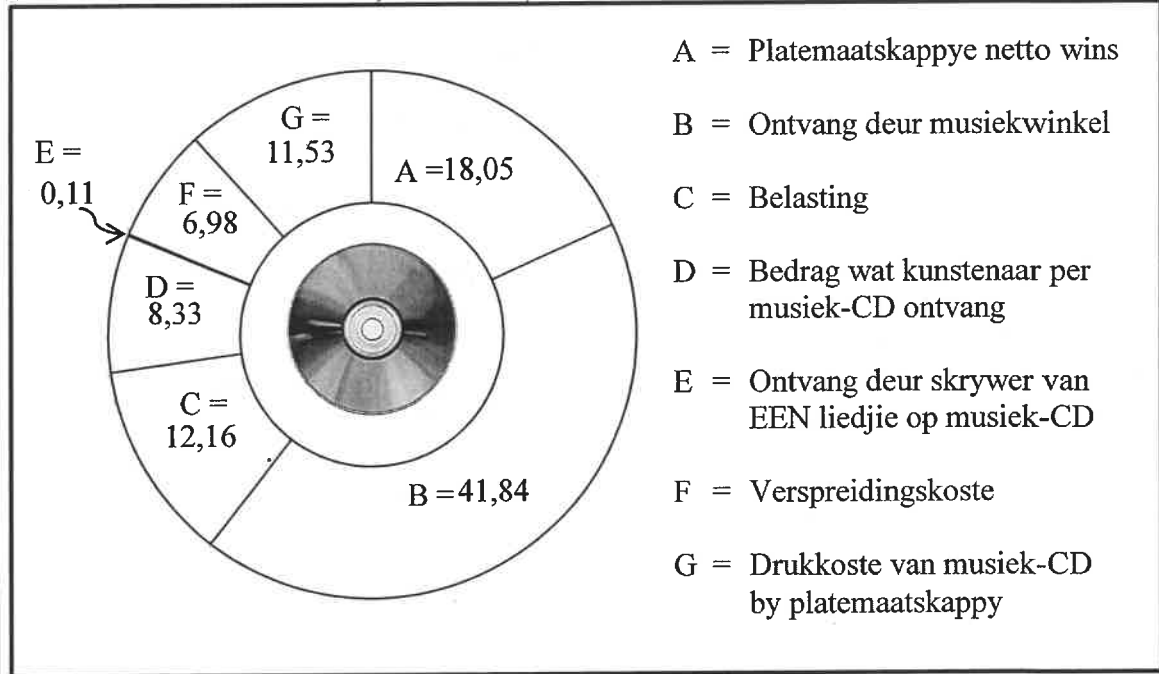 G =
11,53
E =
0,11
A =18,05
F =
6,98
D =
8,33
C =
12,16
B =41,84
A = Platemaatskappye netto wins
B = Ontvang deur musiekwinkel
C = Belasting
D = Bedrag wat kunstenaar per
musiek-CD ontvang
E = Ontvang deur skrywer van
EEN liedjie op musiek-CD
F = Verspreidingskoste
G = Drukkoste van musiek-CD
by platemaatskappy